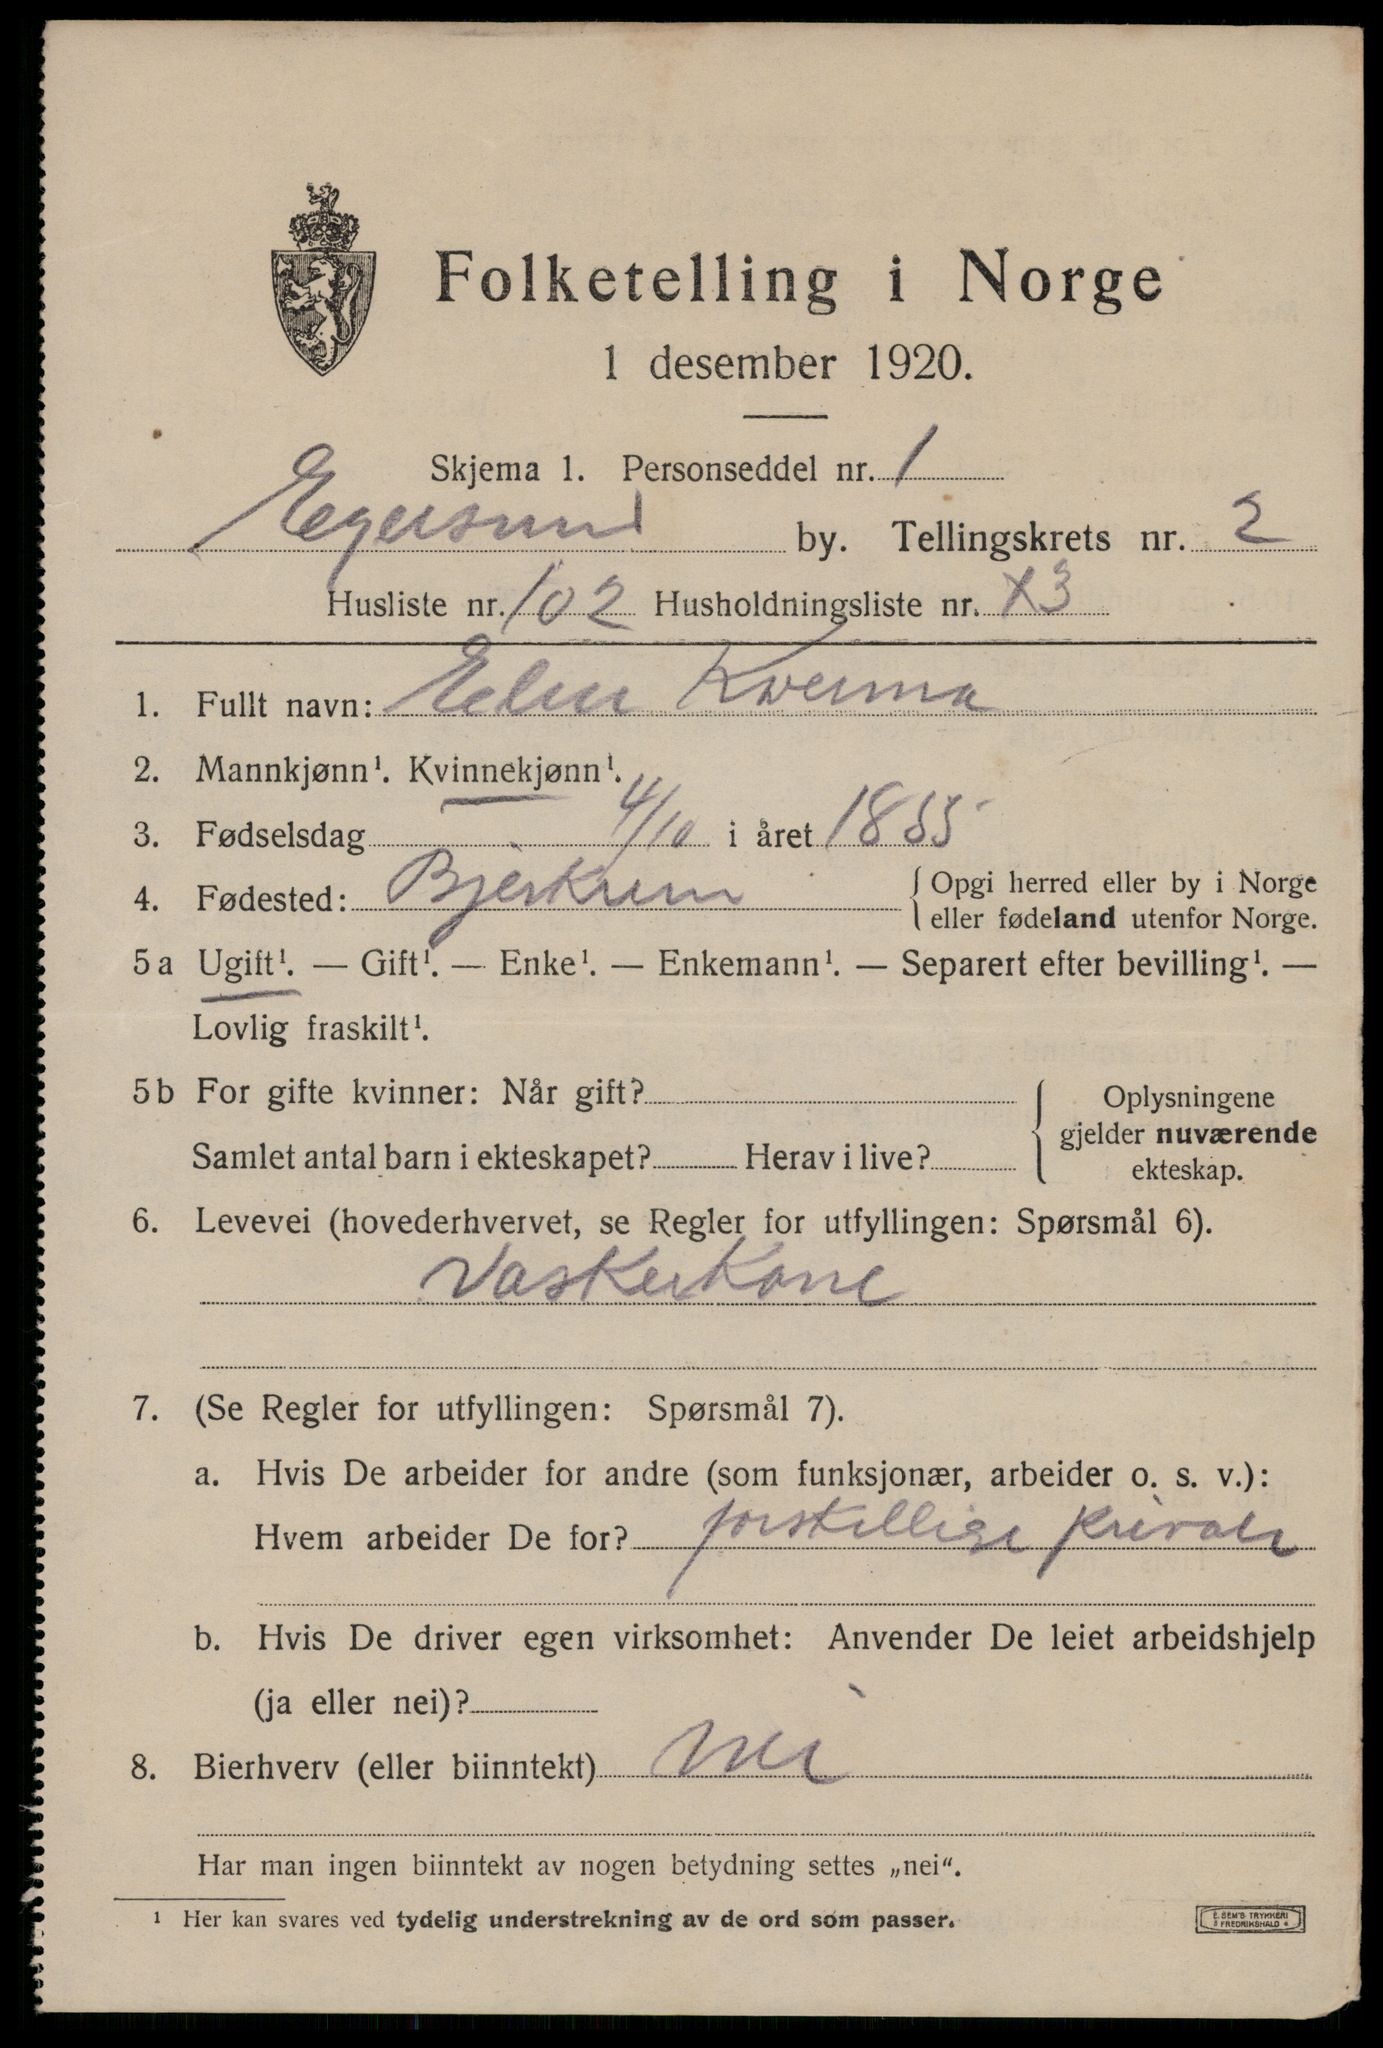 Folketelling i Norge
1 desember 1920.
Skjema 1. Personseddel nr. 1
Egersund by. Tellingskrets nr. 2
Husliste nr. 102 Husholdningsliste nr. 3
1. Fullt navn: Elen
2. Mannkjønn¹. Kvinnekjønn¹.
3. Fødselsdag 4/10 i året 1855
4. Fødested: Bjerkrem { Opgi herred eller by i Norge
eller fødeland utenfor Norge.
5a Ugift¹. — Gift¹. — Enke¹. — Enkemann¹. — Separert efter bevilling¹. —
Lovlig fraskilt¹.
5b For gifte kvinner: Når gift? { Oplysningene
gjelder nuværende
Samlet antal barn i ekteskapet? Herav i live? ekteskap.
6. Levevei (hovederhvervet, se Regler for utfyllingen: Spørsmål 6).
Vaskerkone
7. (Se Regler for utfyllingen: Spørsmål 7).
a. Hvis De arbeider for andre (som funksjonær, arbeider o. s. v.):
Hvem arbeider De for? forskellige private
b. Hvis De driver egen virksomhet: Anvender De leiet arbeidshjelp
(ja eller nei)?
8. Bierhverv (eller biinntekt) nei
Har man ingen biinntekt av nogen betydning settes „nei“.
¹ Her kan svares ved tydelig understrekning av de ord som passer.
E. SEM'S TRYKKERI
FREDRIKSHALD